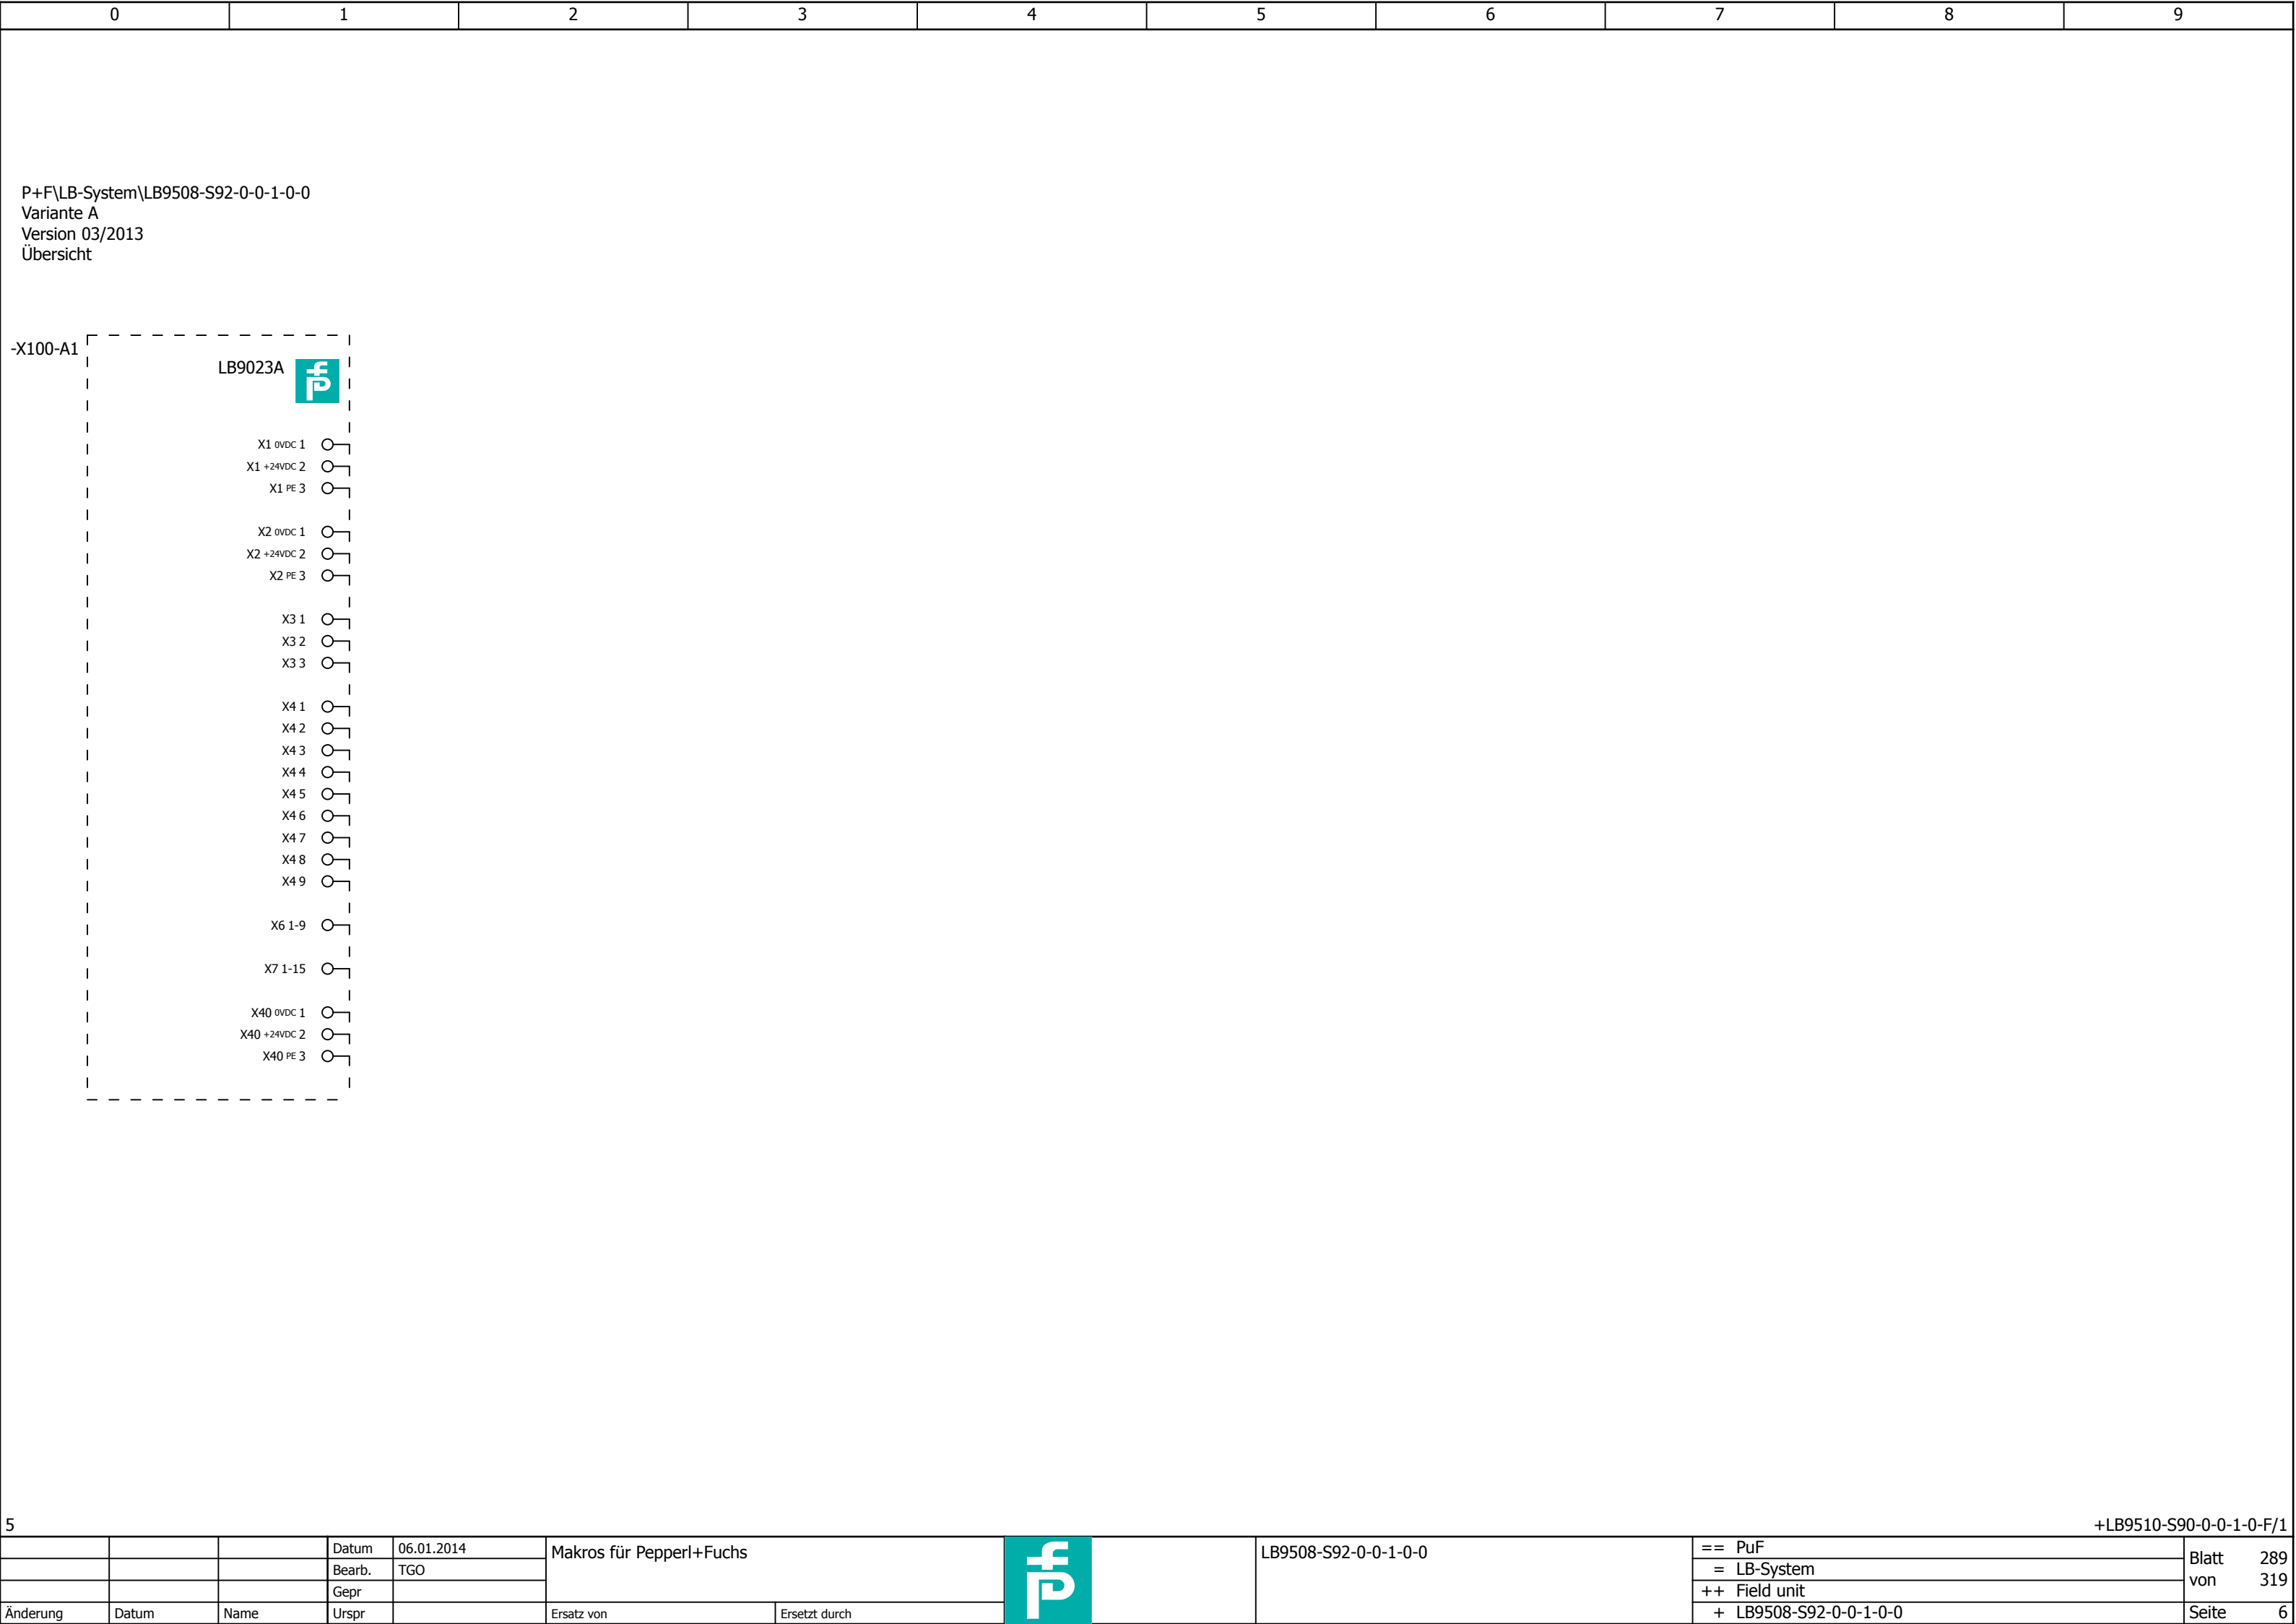 0 1 2 3 4 5 6 7 8 9
P+F\LB-System\LB9508-S92-0-0-1-0-0
Variante A
Version 03/2013
Übersicht
-X100-A1
LB9023A
X1 0VDC 1
X1 +24VDC 2
X1 PE 3
X2 0VDC 1
X2 +24VDC 2
X2 PE 3
X3 1
X3 2
X3 3
X4 1
X4 2
X4 3
X4 4
X4 5
X4 6
X4 7
X4 8
X4 9
X6 1-9
X7 1-15
X40 0VDC 1
X40 +24VDC 2
X40 PE 3
5 +LB9510-S90-0-0-1-0-F/1
Datum 06.01.2014
Bearb. TGO
Gepr
Änderung Datum Name Urspr
Makros für Pepperl+Fuchs
Ersatz von Ersetzt durch
LB9508-S92-0-0-1-0-0
== PuF
= LB-System
++ Field unit
+ LB9508-S92-0-0-1-0-0
Blatt 289
von 319
Seite 6